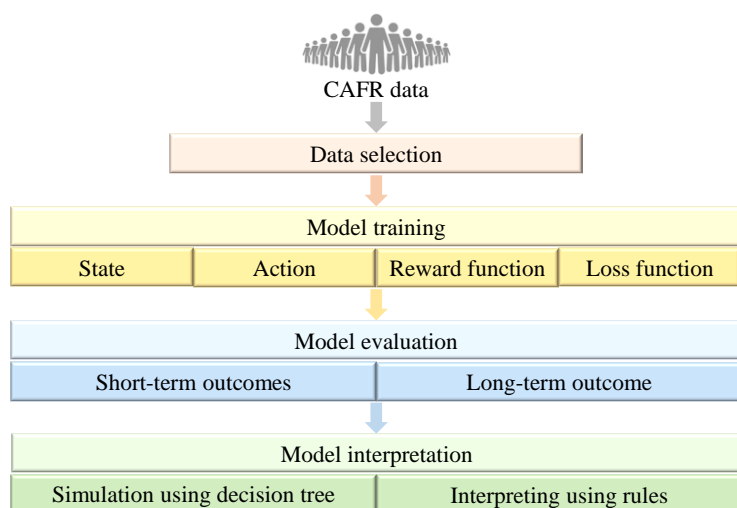 CAFR data
Data selection
Model training
State
Action
Reward function
Loss function
Model evaluation
Short-term outcomes
Long-term outcome
Model interpretation
Simulation using decision tree
Interpreting using rules